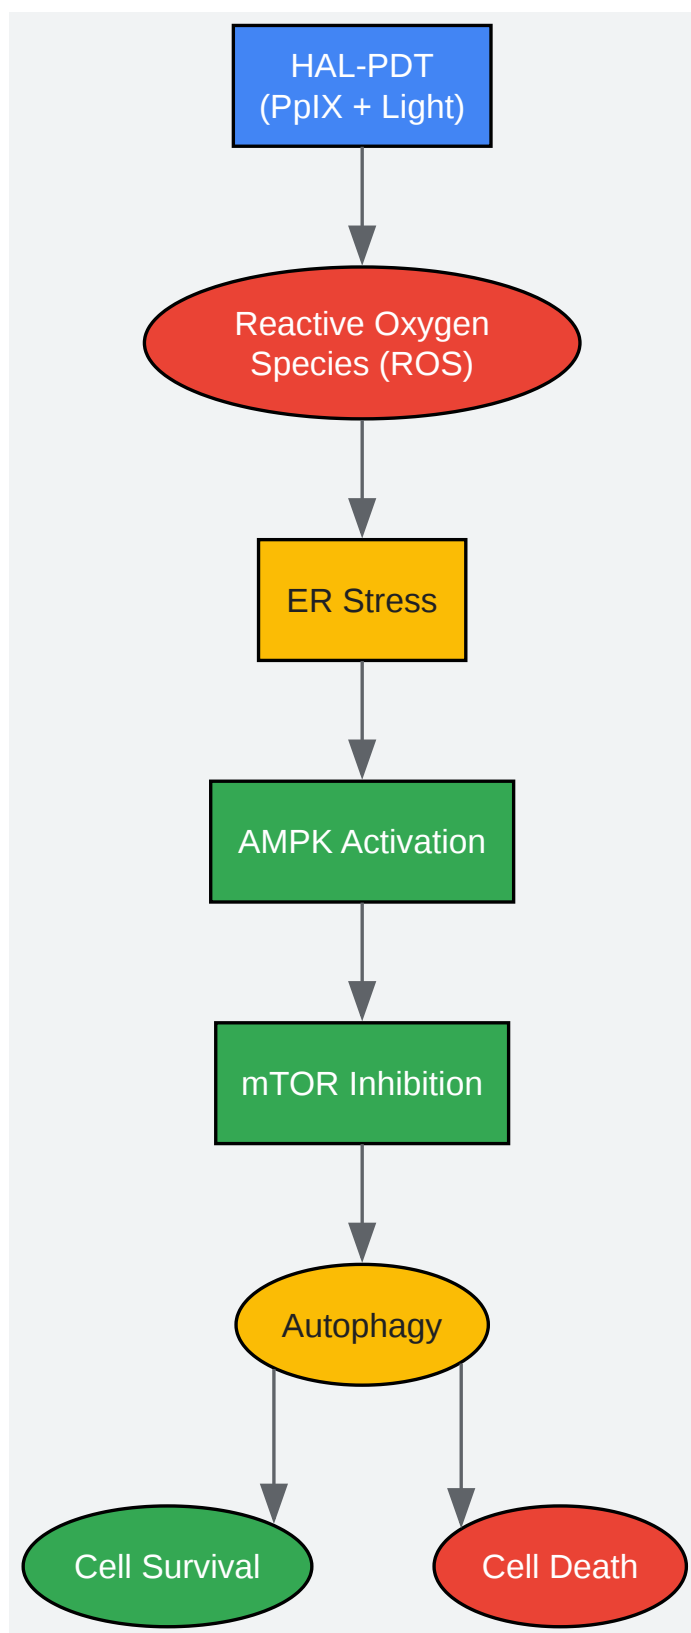 HAL-PDT
(PpIX + Light)
Reactive Oxygen
Species (ROS)
ER Stress
AMPK Activation
mTOR Inhibition
Autophagy
Cell Survival
Cell Death